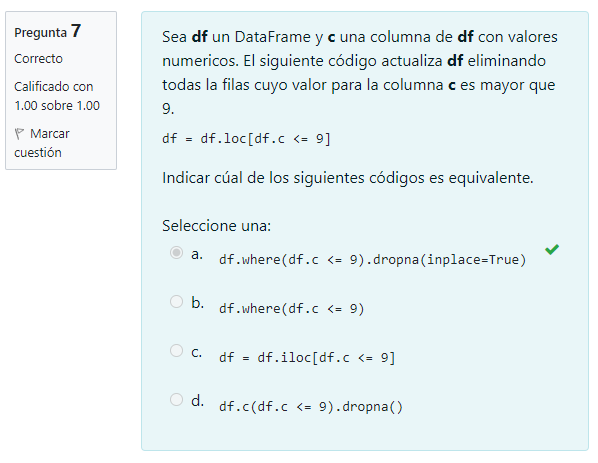 Pregunta 7
Correcto
Calificado con
1.00 sobre 1.00
Marcar
cuestión
Sea df un DataFrame y c una columna de df con valores
numericos. El siguiente código actualiza df eliminando
todas la filas cuyo valor para la columna c es mayor que
9.
df = df.loc[df.c <= 9]
Indicar cúal de los siguientes códigos es equivalente.
Seleccione una:
a. df.where(df.c <= 9).dropna(inplace=True)
b. df.where(df.c <= 9)
c. df = df.iloc[df.c <= 9]
d. df.c(df.c <= 9).dropna()